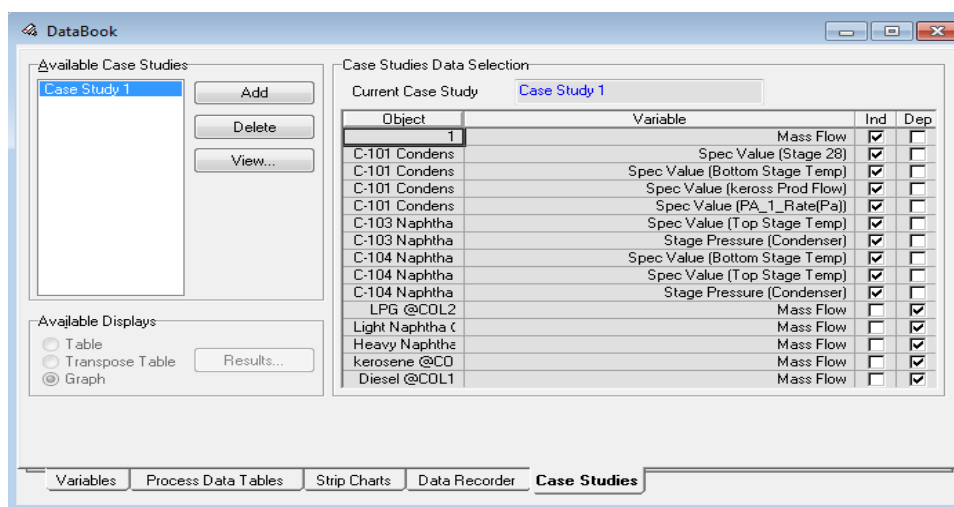 DataBook
Available Case Studies
Case Study 1
Add
Delete
View...
Available Displays
Table
Transpose Table
Graph
Results...
Case Studies Data Selection
Current Case Study Case Study 1
Object Variable Ind Dep
1 Mass Flow
C-101 Condens Spec Value (Stage 28)
C-101 Condens Spec Value (Bottom Stage Temp)
C-101 Condens Spec Value (keross Prod Flow)
C-101 Condens Spec Value (PA_1_Rate(Pa))
C-103 Naphtha Spec Value (Top Stage Temp)
C-103 Naphtha Stage Pressure (Condenser)
C-104 Naphtha Spec Value (Bottom Stage Temp)
C-104 Naphtha Spec Value (Top Stage Temp)
C-104 Naphtha Stage Pressure (Condenser)
LPG @COL2 Mass Flow
Light Naphtha ( Mass Flow
Heavy Naphtha Mass Flow
kerosene @CO Mass Flow
Diesel @COL1 Mass Flow
Variables Process Data Tables Strip Charts Data Recorder Case Studies